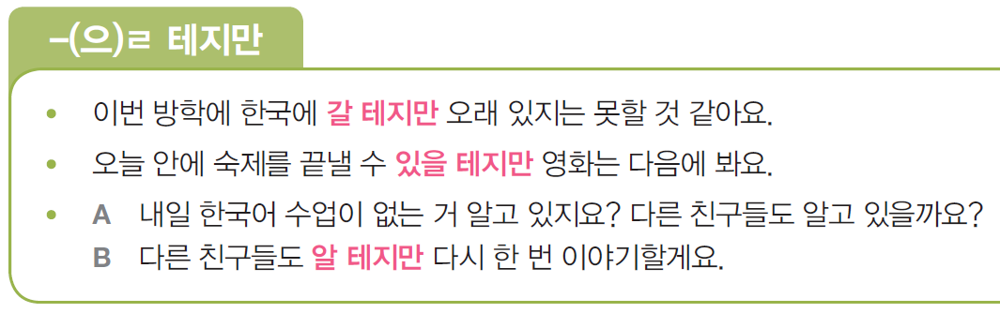 –(으)ㄹ 테지만
• 이번 방학에 한국에 갈 테지만 오래 있지는 못할 것 같아요.
• 오늘 안에 숙제를 끝낼 수 있을 테지만 영화는 다음에 봐요.
• A 내일 한국어 수업이 없는 거 알고 있지요? 다른 친구들도 알고 있을까요?
B 다른 친구들도 알 테지만 다시 한 번 이야기할게요.